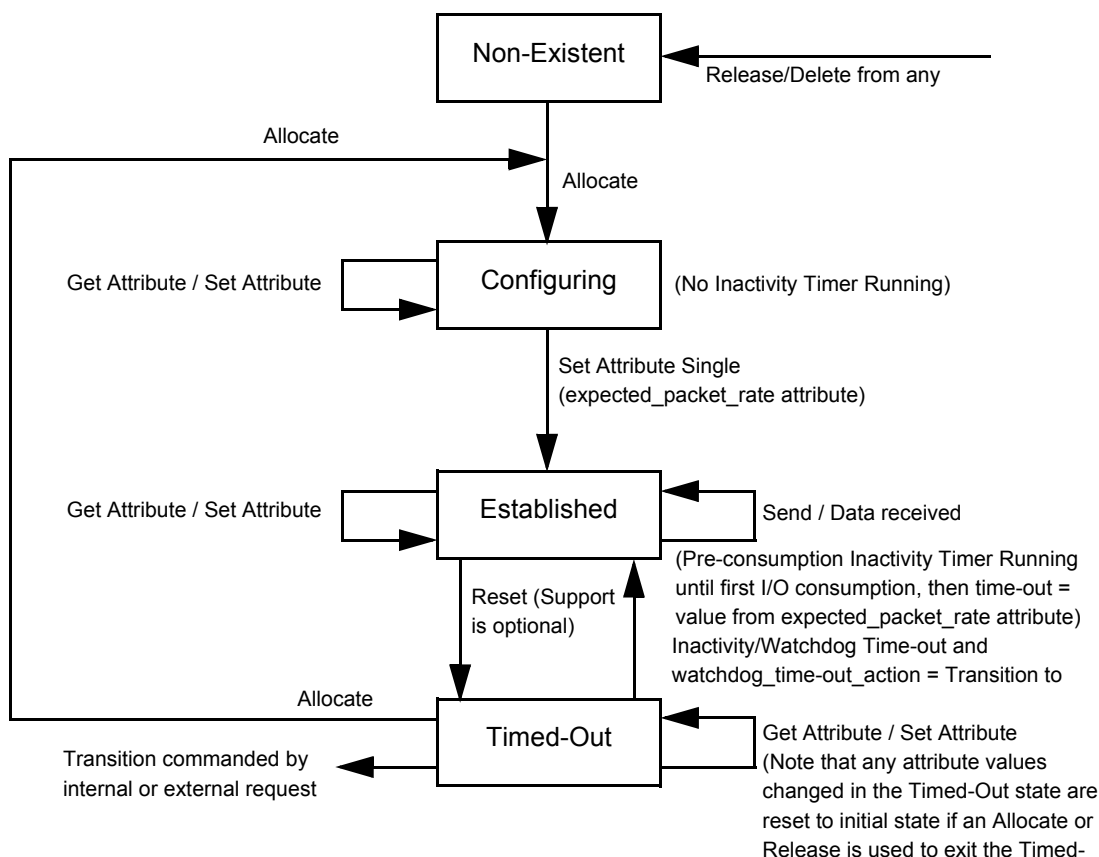 Non-Existent
Release/Delete from any
Allocate
Allocate
Configuring
Get Attribute / Set Attribute
(No Inactivity Timer Running)
Set Attribute Single
(expected_packet_rate attribute)
Get Attribute / Set Attribute
Established
Send / Data received
(Pre-consumption Inactivity Timer Running
until first I/O consumption, then time-out =
value from expected_packet_rate attribute)
Inactivity/Watchdog Time-out and
watchdog_time-out_action = Transition to
Reset (Support
is optional)
Allocate
Timed-Out
Transition commanded by
internal or external request
Get Attribute / Set Attribute
(Note that any attribute values
changed in the Timed-Out state are
reset to initial state if an Allocate or
Release is used to exit the Timed-